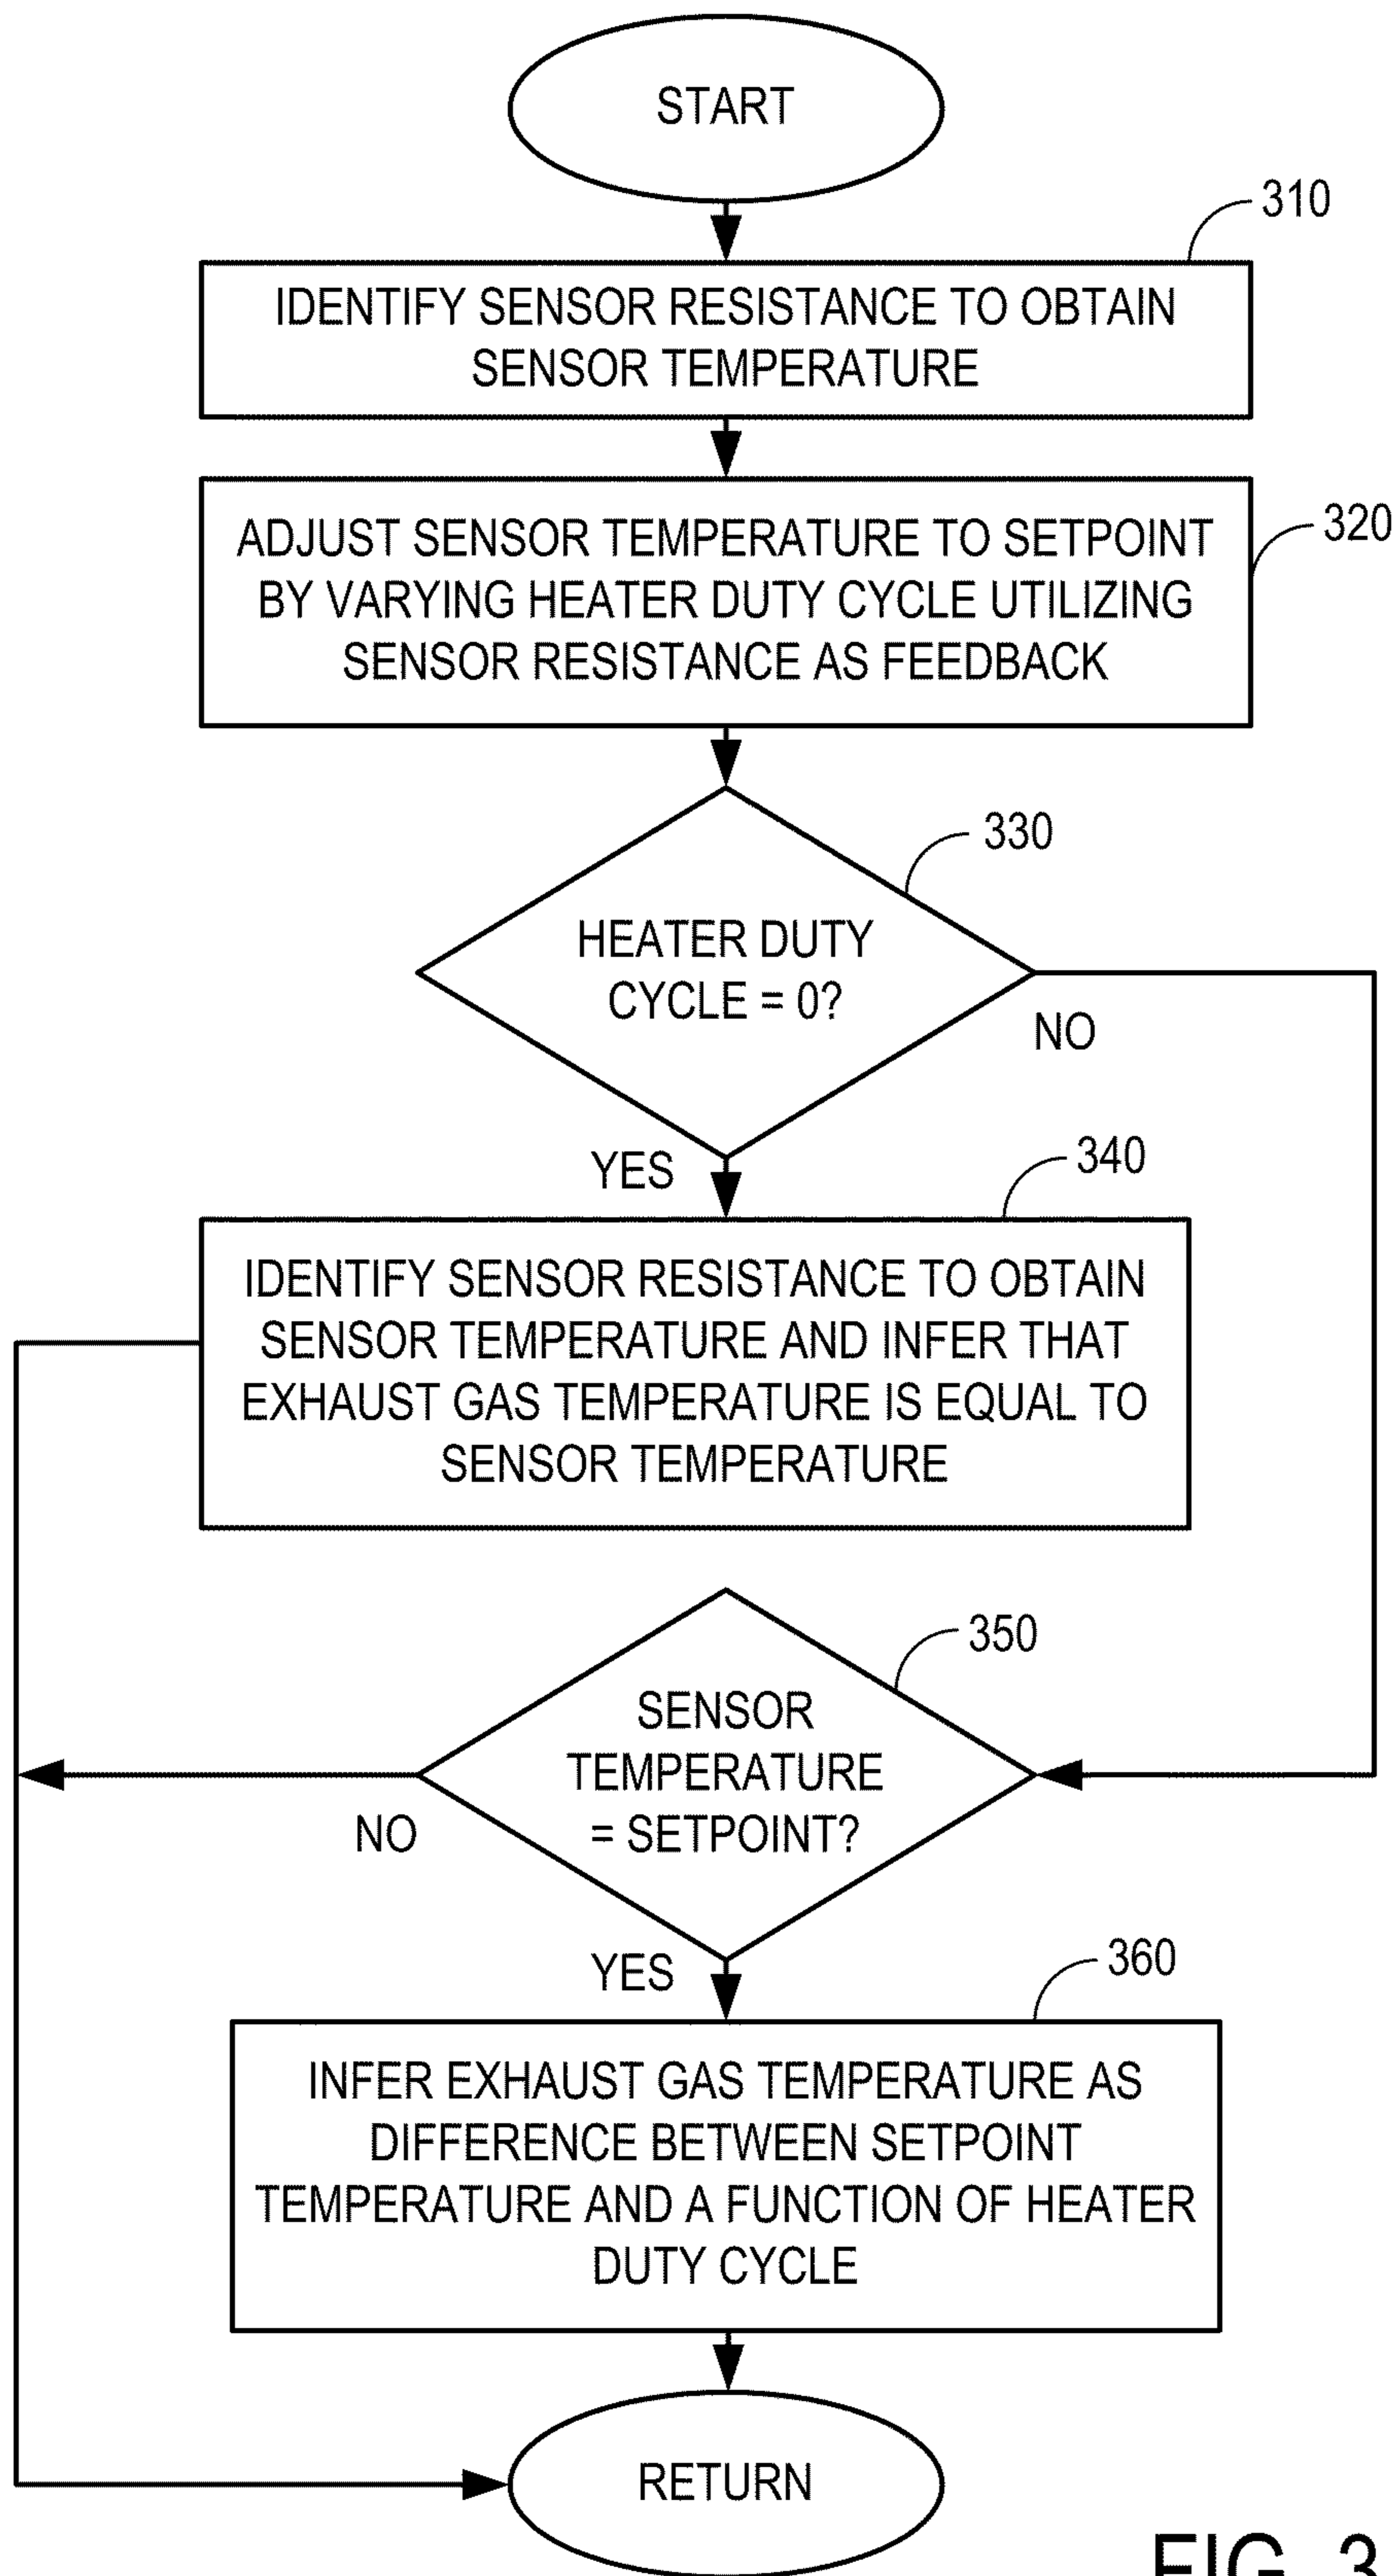 START
310
IDENTIFY SENSOR RESISTANCE TO OBTAIN
SENSOR TEMPERATURE
320
ADJUST SENSOR TEMPERATURE TO SETPOINT
BY VARYING HEATER DUTY CYCLE UTILIZING
SENSOR RESISTANCE AS FEEDBACK
330
HEATER DUTY
CYCLE = 0?
NO
YES
340
IDENTIFY SENSOR RESISTANCE TO OBTAIN
SENSOR TEMPERATURE AND INFER THAT
EXHAUST GAS TEMPERATURE IS EQUAL TO
SENSOR TEMPERATURE
350
SENSOR
TEMPERATURE
= SETPOINT?
NO
YES
360
INFER EXHAUST GAS TEMPERATURE AS
DIFFERENCE BETWEEN SETPOINT
TEMPERATURE AND A FUNCTION OF HEATER
DUTY CYCLE
RETURN
FIG. 3